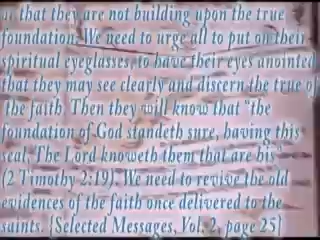 that they are not building upon the true
foundation. We need to urge all to put on their
spiritual eyeglasses, to have their eyes anointed
that they may see clearly and discern the true of
the faith. Then they will know that "the
foundation of God standeth sure, having this
seal, The Lord knoweth them that are his"
(2 Timothy 2:19). We need to revive the old
evidences of the faith once delivered to the
saints. {Selected Messages, Vol. 2, page 25}